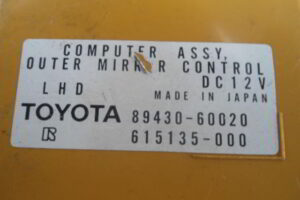 COMPUTER ASSY,
OUTER MIRROR CONTROL
DC12V
LHD
MADE IN JAPAN
TOYOTA 89430-60020
R 615135-000